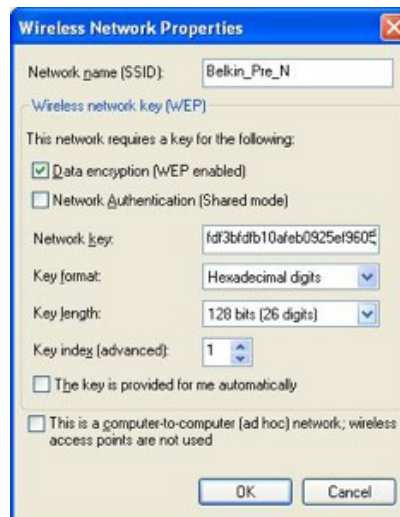 Wireless Network Properties
Network name (SSID): Belkin_Pre_N
Wireless network key (WEP)
This network requires a key for the following:
Data encryption (WEP enabled)
Network Authentication (Shared mode)
Network key: fdf3bfdfb10afeb0925ef9605
Key format: Hexadecimal digits
Key length: 128 bits (26 digits)
Key index (advanced): 1
The key is provided for me automatically
This is a computer-to-computer (ad hoc) network; wireless
access points are not used
OK Cancel